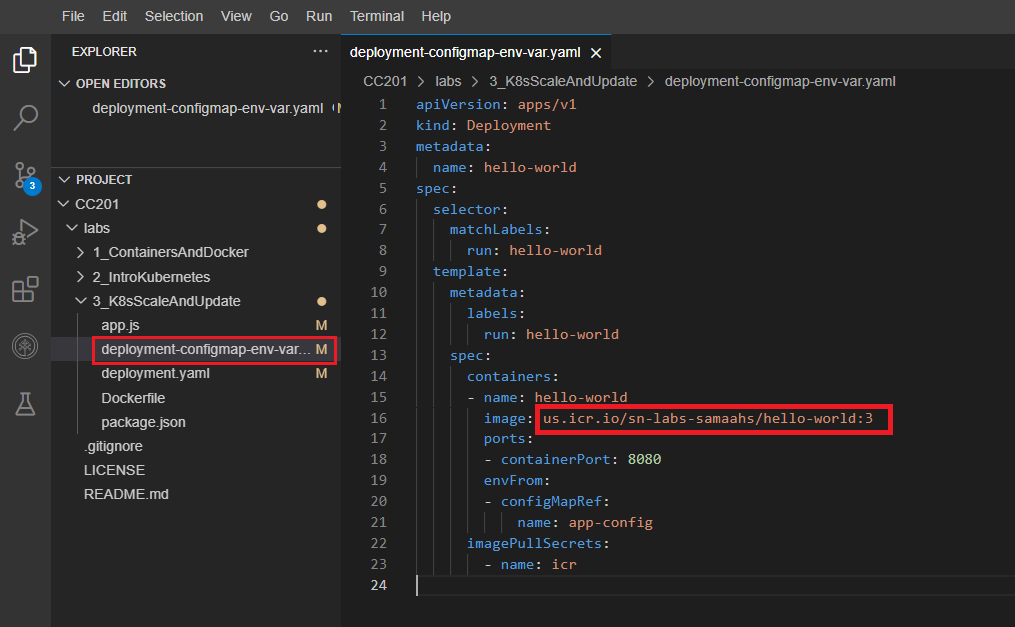 File Edit Selection View Go Run Terminal Help
EXPLORER ...
OPEN EDITORS
deployment-configmap-env-var.yaml
PROJECT
CC201
labs
1_ContainersAndDocker
2_IntroKubernetes
3_K8sScaleAndUpdate
app.js M
deployment-configmap-env-var... M
deployment.yaml M
Dockerfile
package.json
.gitignore
LICENSE
README.md
3
deployment-configmap-env-var.yaml ×
CC201 > labs > 3_K8sScaleAndUpdate > deployment-configmap-env-var.yaml
1 apiVersion: apps/v1
2 kind: Deployment
3 metadata:
4 name: hello-world
5 spec:
6 selector:
7 matchLabels:
8 run: hello-world
9 template:
10 metadata:
11 labels:
12 run: hello-world
13 spec:
14 containers:
15 - name: hello-world
16 image: us.icr.io/sn-labs-samaahs/hello-world:3
17 ports:
18 - containerPort: 8080
19 envFrom:
20 - configMapRef:
21 name: app-config
22 imagePullSecrets:
23 - name: icr
24